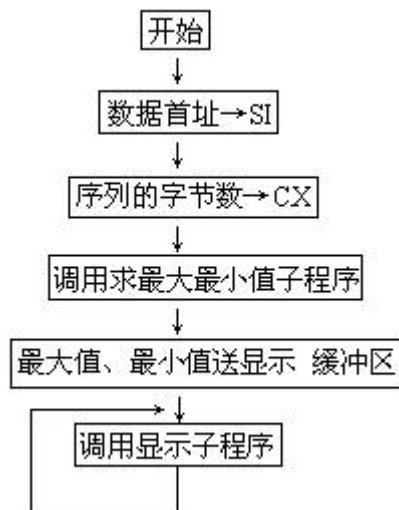 开始
数据首址→SI
序列的字节数→CX
调用求最大最小值子程序
最大值、最小值送显示 缓冲区
调用显示子程序